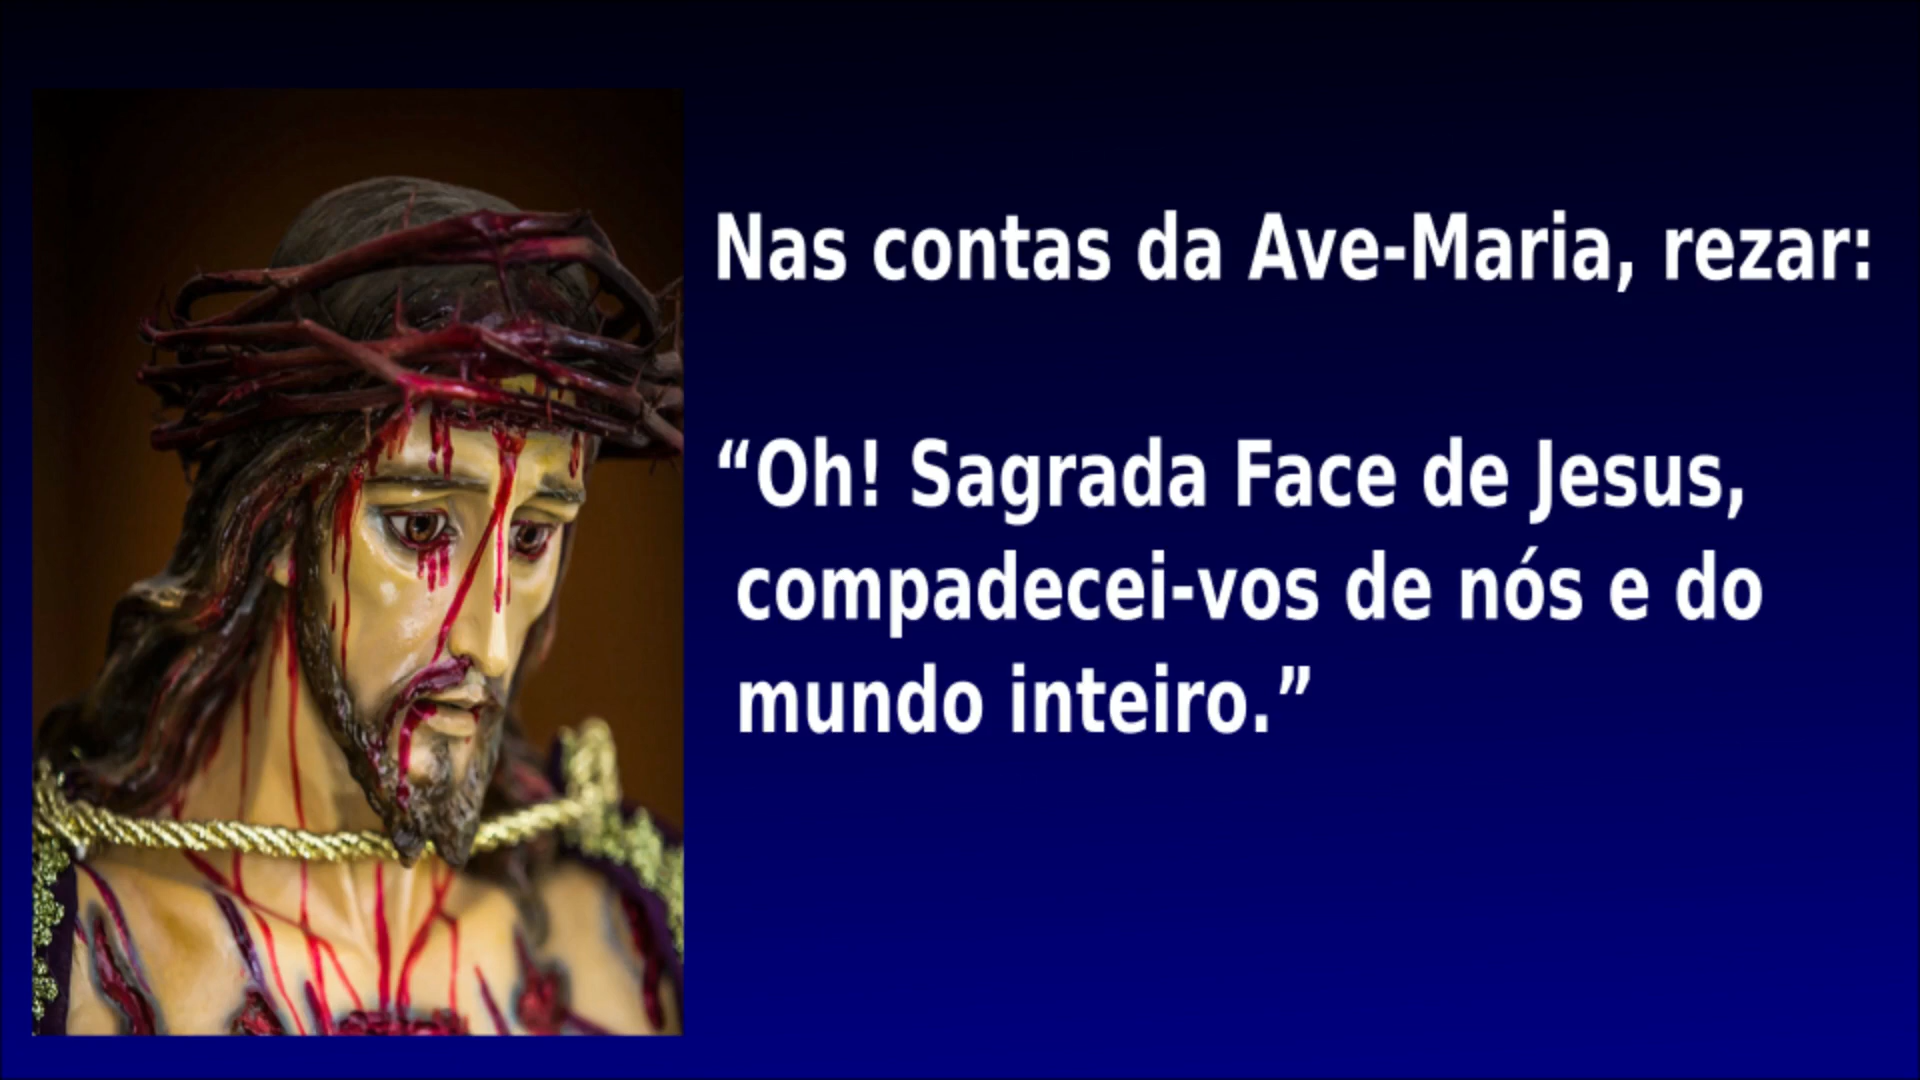 Nas contas da Ave-Maria, rezar:
“Oh! Sagrada Face de Jesus,
compadecei-vos de nós e do
mundo inteiro.”